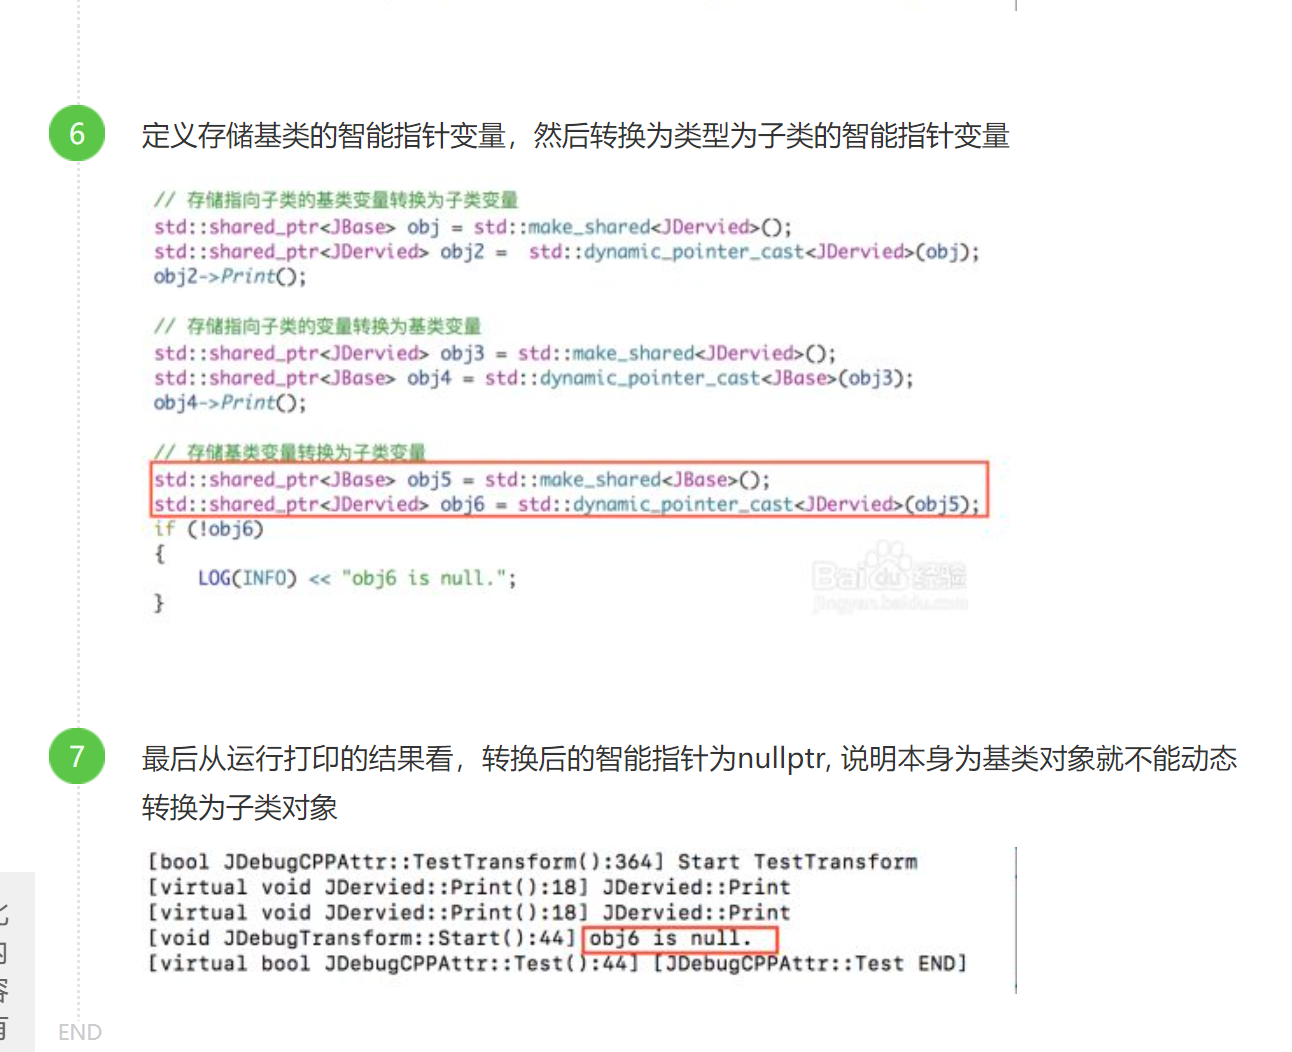 6
定义存储基类的智能指针变量，然后转换为类型为子类的智能指针变量
// 存储指向子类的基类变量转换为子类变量
std::shared_ptr<JBase> obj = std::make_shared<JDervied>();
std::shared_ptr<JDervied> obj2 =  std::dynamic_pointer_cast<JDervied>(obj);
obj2->Print();
// 存储指向子类的变量转换为基类变量
std::shared_ptr<JDervied> obj3 = std::make_shared<JDervied>();
std::shared_ptr<JBase> obj4 = std::dynamic_pointer_cast<JBase>(obj3);
obj4->Print();
// 存储基类变量转换为子类变量
std::shared_ptr<JBase> obj5 = std::make_shared<JBase>();
std::shared_ptr<JDervied> obj6 = std::dynamic_pointer_cast<JDervied>(obj5);
if (!obj6)
{
    LOG(INFO) << "obj6 is null.";
}
Baidu经验
jingyan.baidu.com
7
最后从运行打印的结果看，转换后的智能指针为nullptr, 说明本身为基类对象就不能动态
转换为子类对象
[bool JDebugCPPAttr::TestTransform():364] Start TestTransform
[virtual void JDervied::Print():18] JDervied::Print
[virtual void JDervied::Print():18] JDervied::Print
[void JDebugTransform::Start():44] obj6 is null.
[virtual bool JDebugCPPAttr::Test():44] [JDebugCPPAttr::Test END]
END